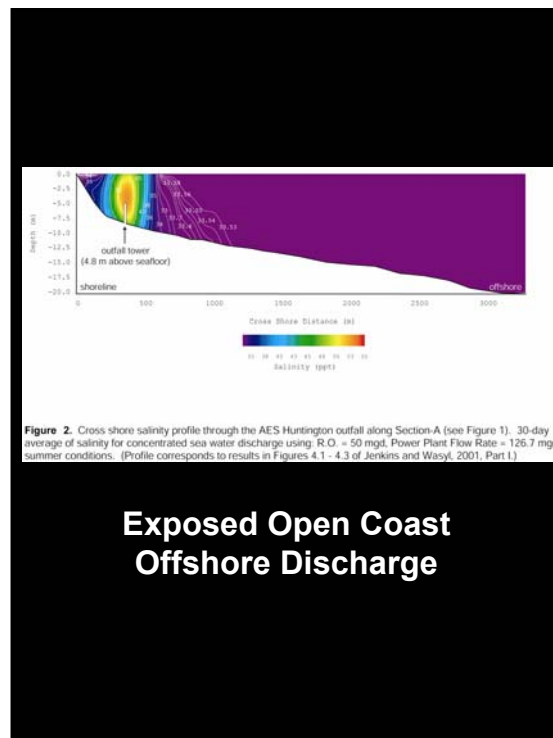 0.0
-2.5
-5.0
-7.5
-10.0
-12.5
-15.0
-17.5
-20.0
Depth (m)
outfall tower
(4.8 m above seafloor)
shoreline
offshore
0 500 1000 1500 2000 2500 3000
Cross Shore Distance (m)
Salinity (ppt)
Figure 2. Cross shore salinity profile through the AES Huntington outfall along Section-A (see Figure 1). 30-day
average of salinity for concentrated sea water discharge using: R.O. = 50 mgd, Power Plant Flow Rate = 126.7 mg
summer conditions. (Profile corresponds to results in Figures 4.1 - 4.3 of Jenkins and Wasyl, 2001, Part I.)
Exposed Open Coast
Offshore Discharge